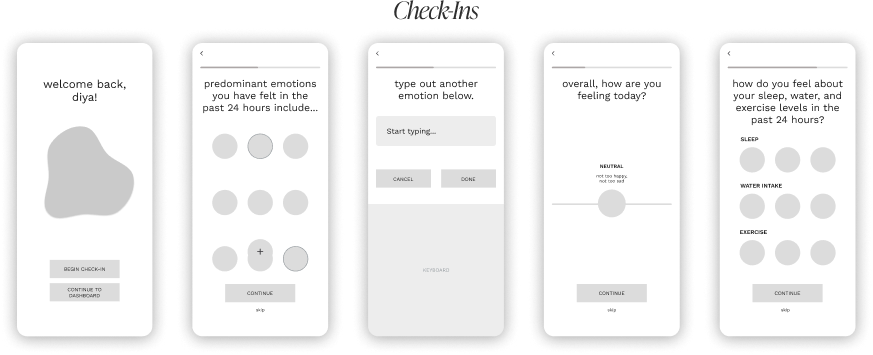 Check-Ins
welcome back,
diya!
BEGIN CHECK-IN
CONTINUE TO
DASHBOARD
predominant emotions
you have felt in the
past 24 hours include...
+
CONTINUE
skip
type out another
emotion below.
Start typing...
CANCEL
DONE
KEYBOARD
overall, how are you
feeling today?
NEUTRAL
not too happy,
not too sad
CONTINUE
skip
how do you feel about
your sleep, water, and
exercise levels in the
past 24 hours?
SLEEP
WATER INTAKE
EXERCISE
CONTINUE
skip